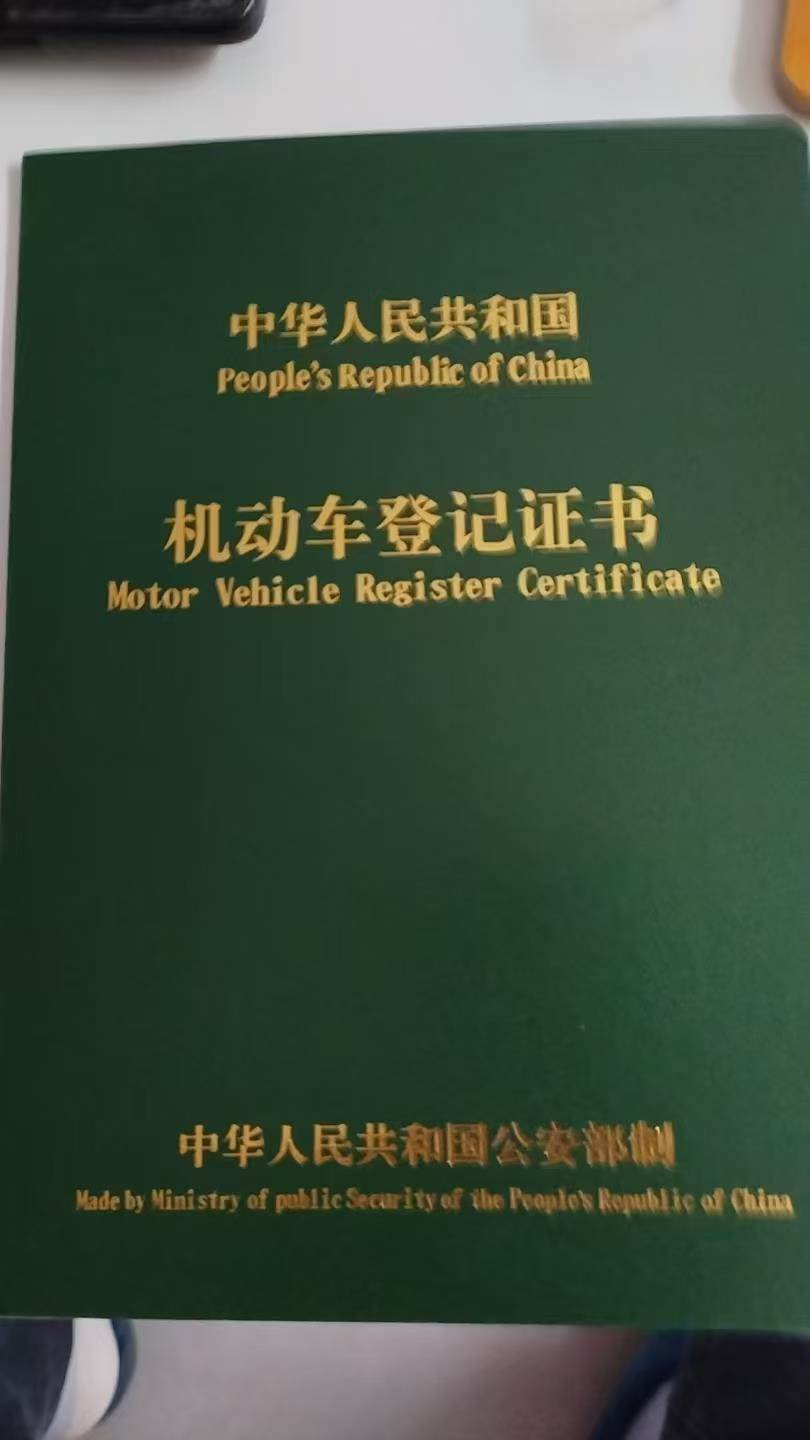 中华人民共和国
People's Republic of China
机动车登记证书
Motor Vehicle Register Certificate
中华人民共和国公安部制
Made by Ministry of public Security of the People's Republic of China